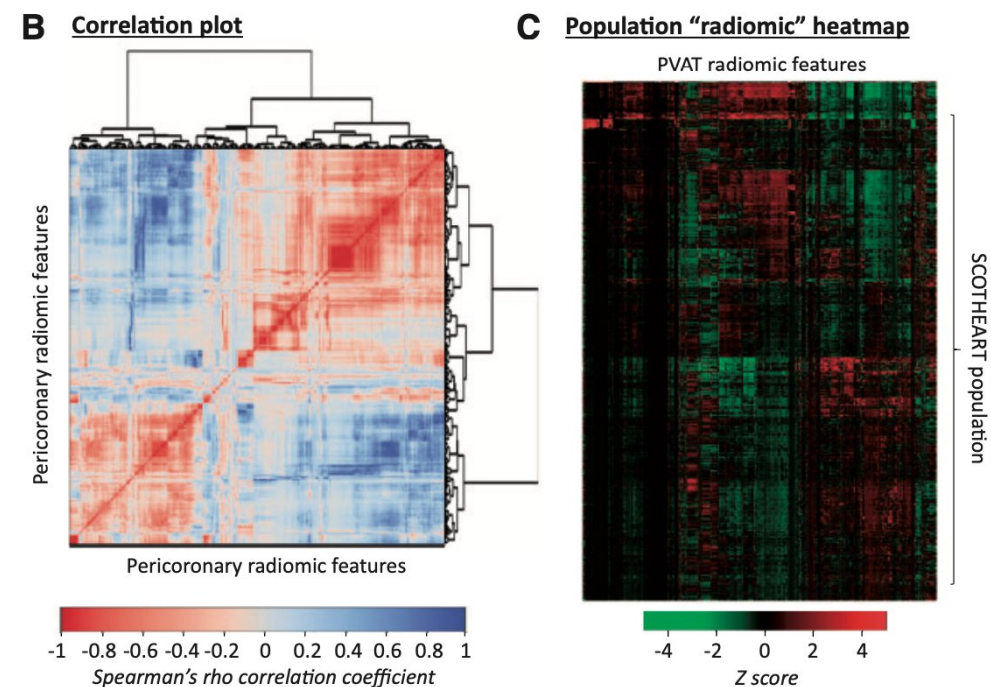 B Correlation plot
Pericoronary radiomic features
Pericoronary radiomic features
-1 -0.8 -0.6 -0.4 -0.2 0 0.2 0.4 0.6 0.8 1
Spearman's rho correlation coefficient
C Population “radiomic” heatmap
PVAT radiomic features
SCOTHEART population
-4 -2 0 2 4
Z score